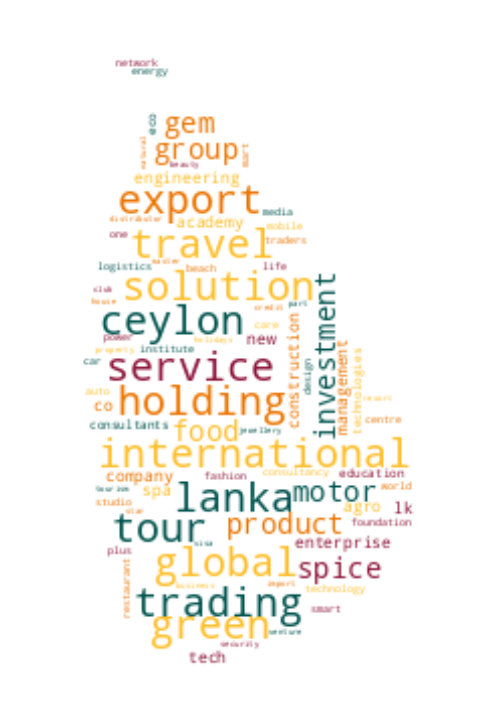 network
energy
eco
gem
natural
group
mart
beauty
engineering
export
media
distributor
academy
mobile
one
travel
traders
master
logistics
beach
life
solution
club
house
credit
part
ceylon
investment
construction
care
power
holidays
new
property
institute
management
technologies
car
service
design
auto
resort
co
holding
centre
consultants
food
jewellery
international
company
fashion
consultancy
education
tourism
spa
lanka
motor
world
studio
agro
lk
star
tour
product
foundation
visa
enterprise
plus
global
spice
restaurant
business
import
technology
trading
smart
green
venture
security
tech